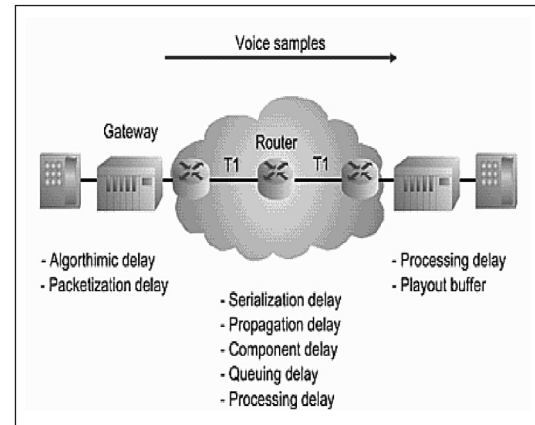 Voice samples
Gateway
Router
T1
T1
- Algorthimic delay
- Packetization delay
- Processing delay
- Playout buffer
- Serialization delay
- Propagation delay
- Component delay
- Queuing delay
- Processing delay